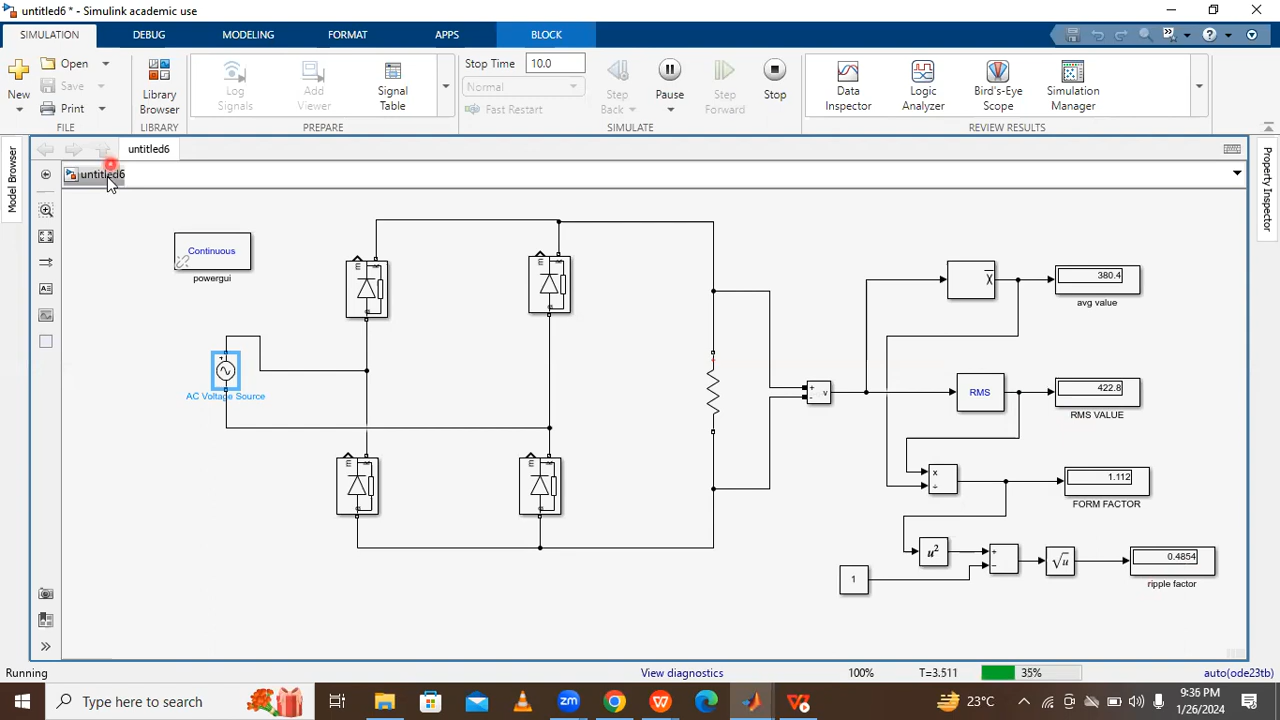 untitled6 * - Simulink academic use
SIMULATION
DEBUG
MODELING
FORMAT
APPS
BLOCK
New
Open
Save
Print
FILE
Library
Browser
LIBRARY
Log
Signals
Add
Viewer
Signal
Table
PREPARE
Stop Time
10.0
Normal
Fast Restart
Step
Back
Pause
Step
Forward
Stop
SIMULATE
Data
Inspector
Logic
Analyzer
Bird's-Eye
Scope
Simulation
Manager
REVIEW RESULTS
Model Browser
untitled6
untitled6
Property Inspector
Continuous
powergui
AC Voltage Source
+
m
m
m
m
+
-
v
X
380.4
avg value
RMS
422.8
RMS VALUE
×
÷
1.112
FORM FACTOR
u²
+
−
√u
0.4854
ripple factor
1
Running
View diagnostics
100%
T=3.511
35%
auto(ode23tb)
Type here to search
zm
W
23°C
9:36 PM
1/26/2024